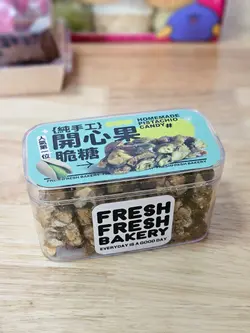 {純手工}
開心果
脆糖
HOMEMADE
PISTACHIO
CANDY#
FRESH
FRESH
BAKERY
EVERYDAY IS A GOOD DAY